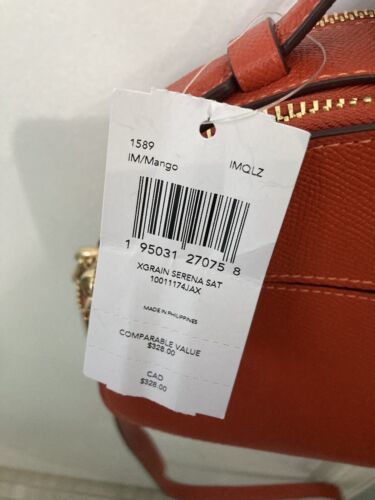 1589
IM/Mango IMQLZ
1 95031 27075 8
XGRAIN SERENA SAT
10011174JAX
MADE IN PHILIPPINES
COMPARABLE VALUE
$328.00
CAD
$328.00